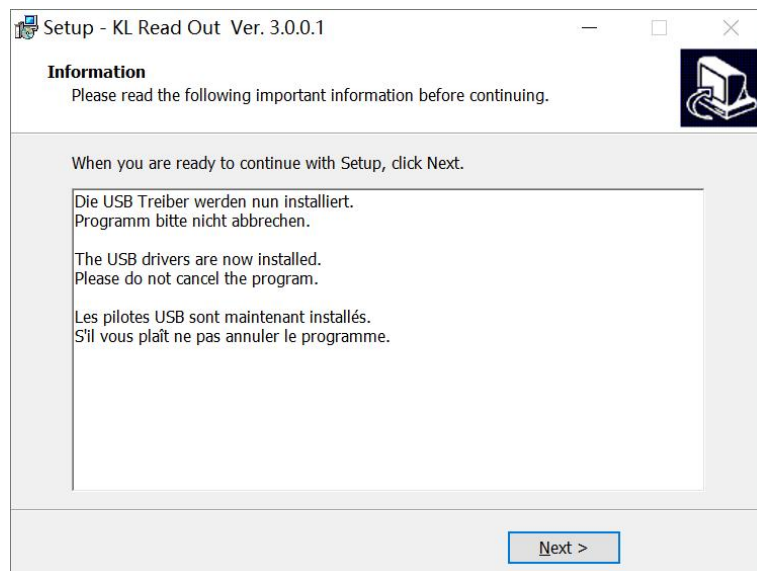 Setup - KL Read Out Ver. 3.0.0.1
Information
Please read the following important information before continuing.
When you are ready to continue with Setup, click Next.
Die USB Treiber werden nun installiert.
Programm bitte nicht abbrechen.
The USB drivers are now installed.
Please do not cancel the program.
Les pilotes USB sont maintenant installés.
S'il vous plaît ne pas annuler le programme.
Next >